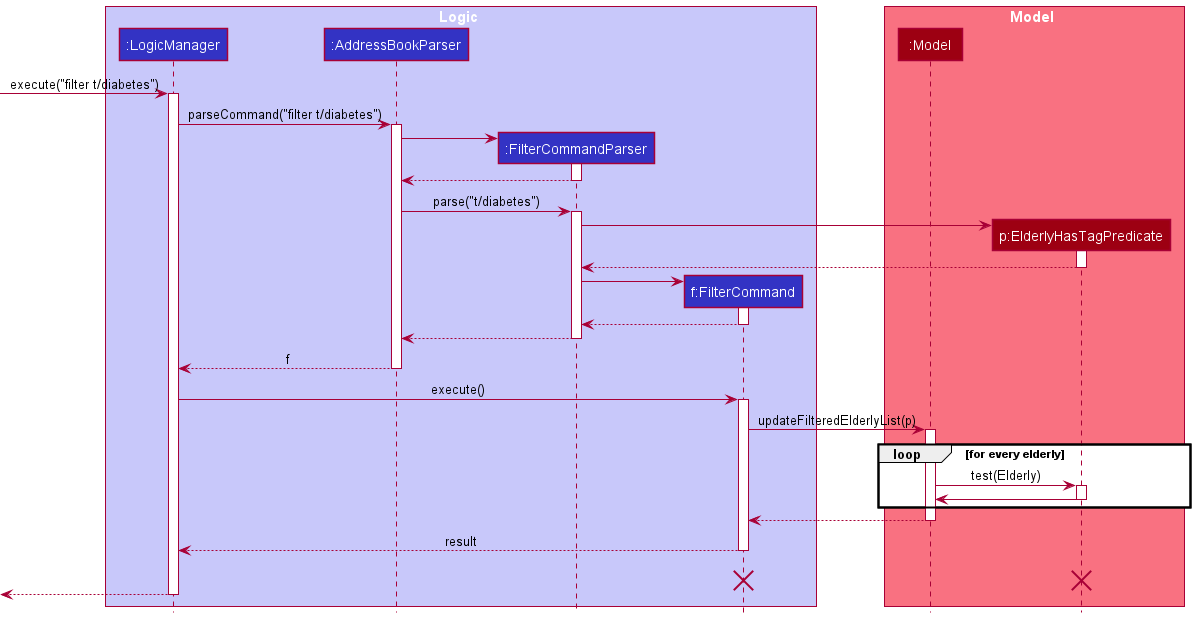 Logic
Model
:LogicManager
:AddressBookParser
:Model
execute("filter t/diabetes")
parseCommand("filter t/diabetes")
:FilterCommandParser
parse("t/diabetes")
p:ElderlyHasTagPredicate
f:FilterCommand
f
execute()
updateFilteredElderlyList(p)
loop
[for every elderly]
test(Elderly)
result